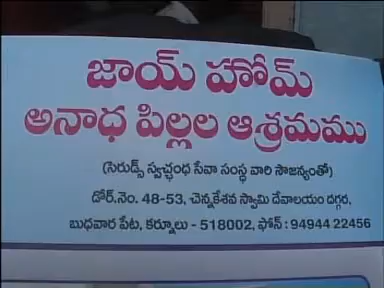 జాయ్ హోమ్
అనాధ పిల్లల ఆశ్రమము
(సెరుడ్స్ స్వచ్ఛంధ సేవా సంస్ధ వారి సౌజన్యంతో)
డోర్.నెం. 48-53, చెన్నకేశవ స్వామి దేవాలయం దగ్గర,
బుధవార పేట, కర్నూలు - 518002, ఫోన్ : 94944 22456